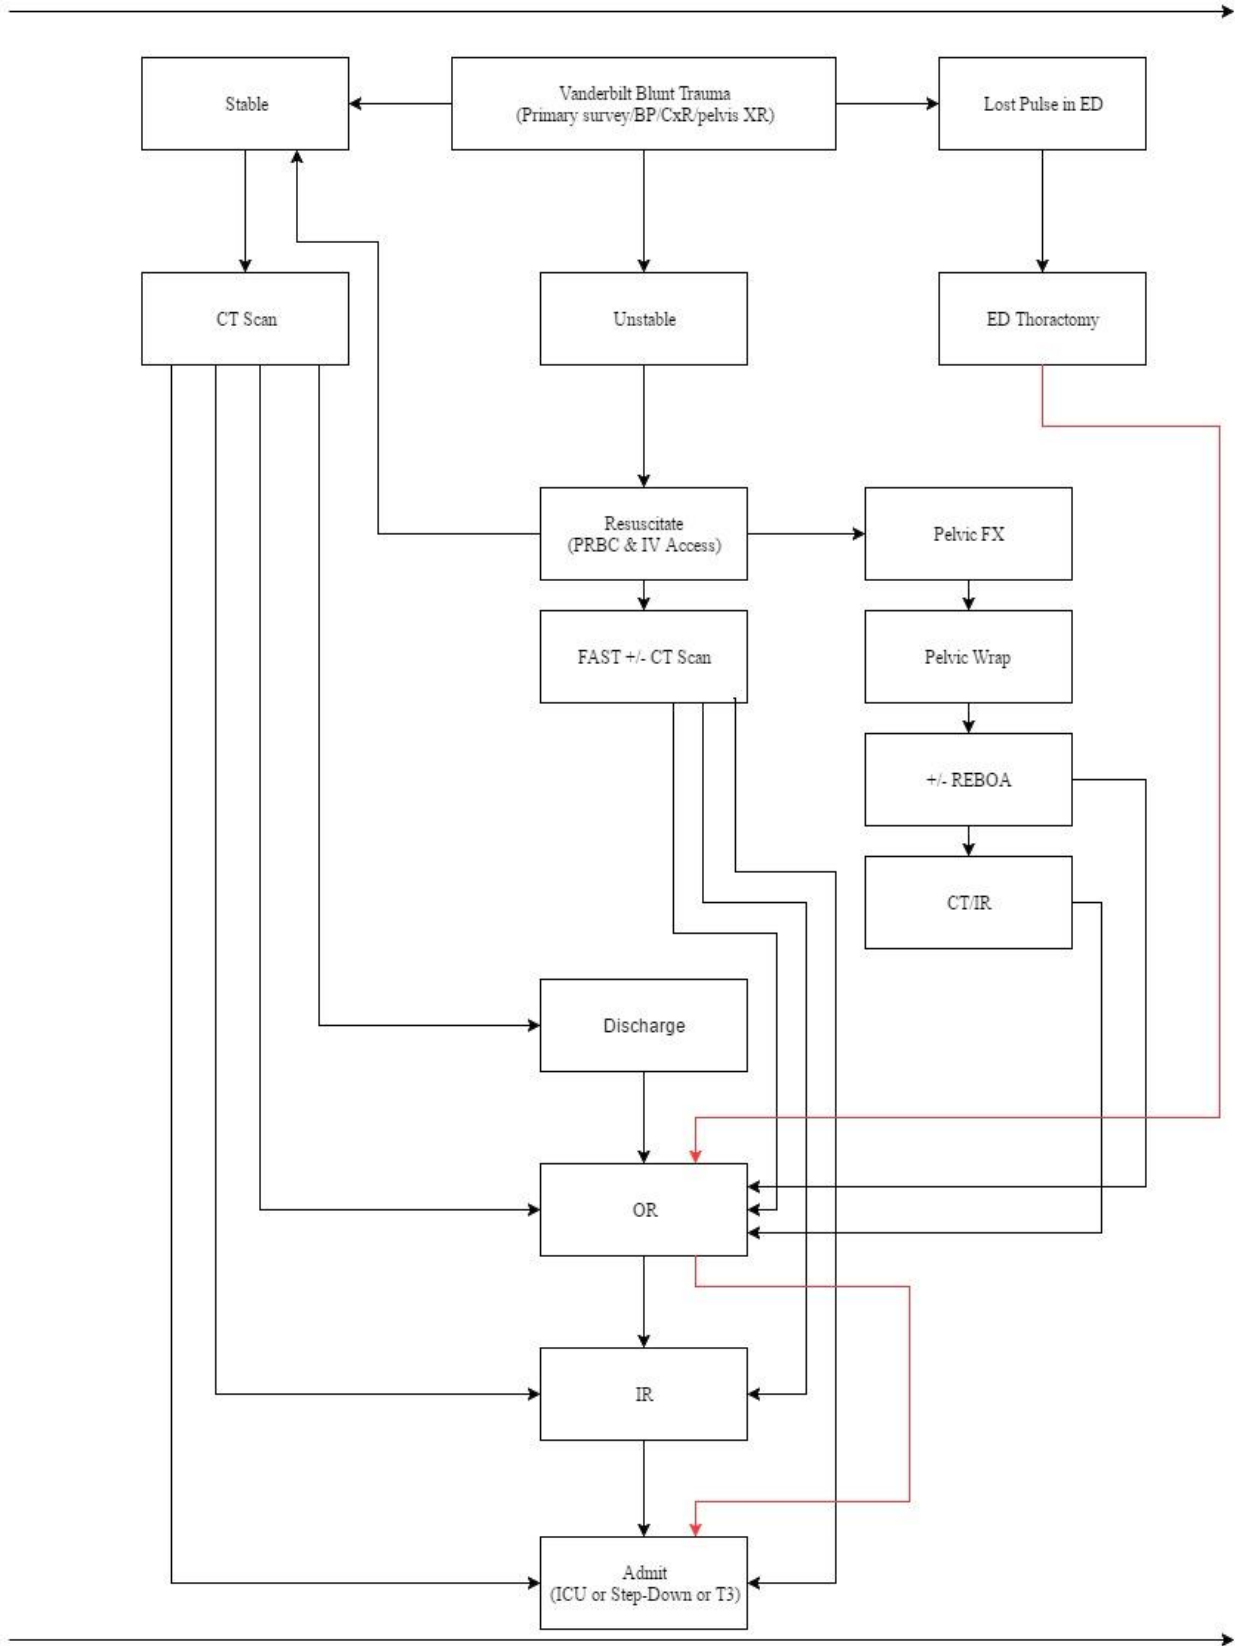 Stable
Vanderbilt Blunt Trauma
(Primary survey/BP/CxR/pelvis XR)
Lost Pulse in ED
CT Scan
Unstable
ED Thoractomy
Resuscitate
(PRBC & IV Access)
Pelvic FX
FAST +/- CT Scan
Pelvic Wrap
+/- REBOA
CT/IR
Discharge
OR
IR
Admit
(ICU or Step-Down or T3)